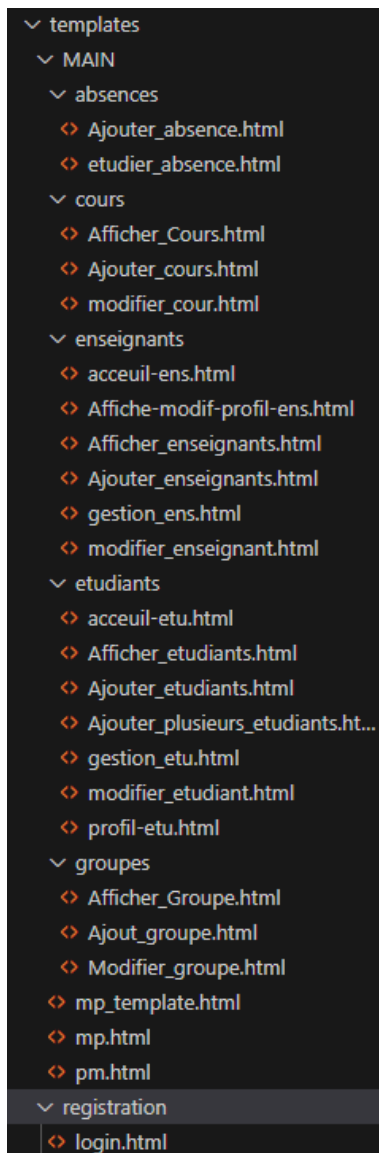 templates
MAIN
absences
Ajouter_absence.html
etudier_absence.html
cours
Afficher_Cours.html
Ajouter_cours.html
modifier_cour.html
enseignants
acceuil-ens.html
Affiche-modif-profil-ens.html
Afficher_enseignants.html
Ajouter_enseignants.html
gestion_ens.html
modifier_enseignant.html
etudiants
acceuil-etu.html
Afficher_etudiants.html
Ajouter_etudiants.html
Ajouter_plusieurs_etudiants.ht...
gestion_etu.html
modifier_etudiant.html
profil-etu.html
groupes
Afficher_Groupe.html
Ajout_groupe.html
Modifier_groupe.html
mp_template.html
mp.html
pm.html
registration
login.html